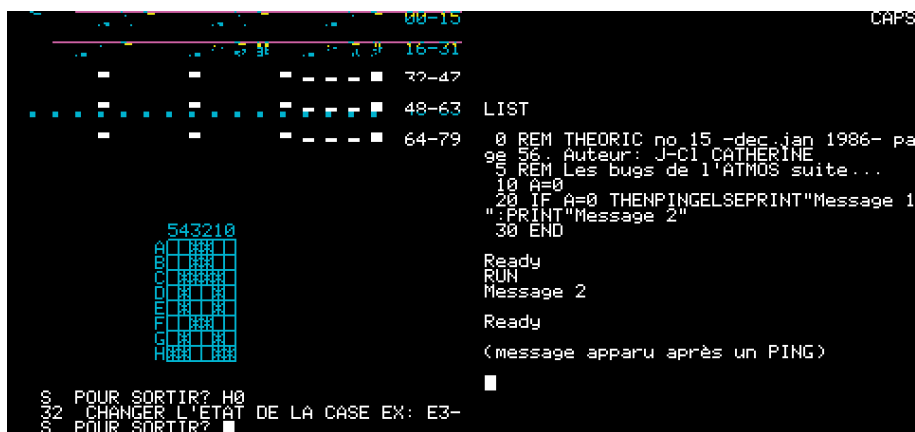 00-15
16-31
32-47
48-63
64-79
543210
A
B
C
D
E
F
G
H
S POUR SORTIR? H0
32 CHANGER L'ETAT DE LA CASE EX: E3-
S POUR SORTIR?
CAPS
LIST
0 REM THEORIC no 15 -dec.jan 1986- pa
ge 56. Auteur: J-Cl CATHERINE
5 REM Les bugs de l'ATMOS suite...
10 A=0
20 IF A=0 THENPINGELSEPRINT"Message 1
":PRINT"Message 2"
30 END
Ready
RUN
Message 2
Ready
(message apparu après un PING)